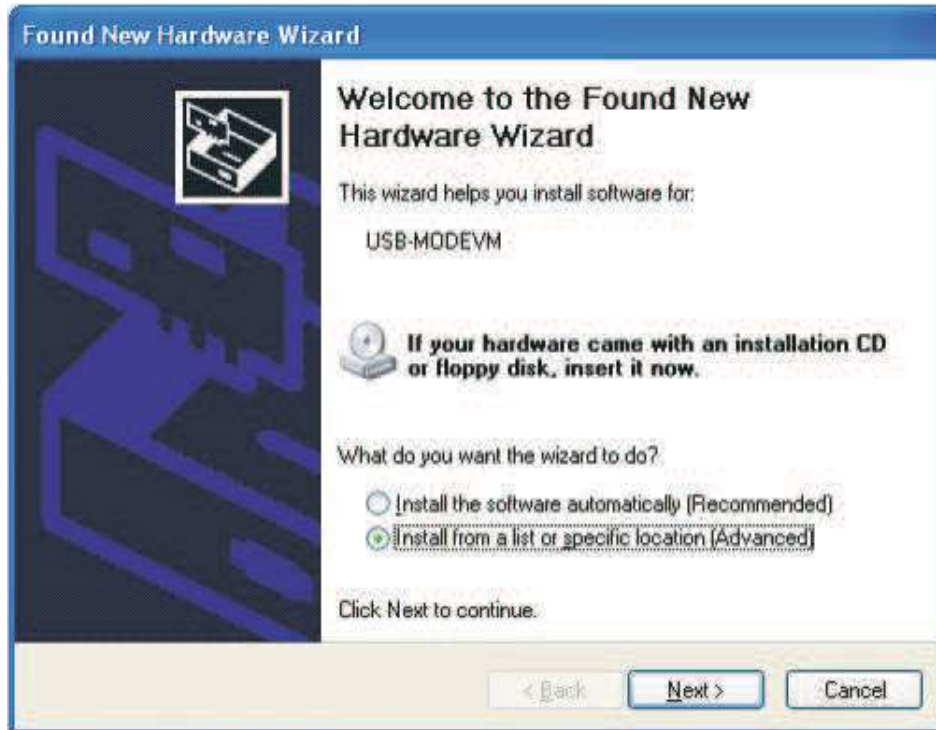 Found New Hardware Wizard
Welcome to the Found New
Hardware Wizard
This wizard helps you install software for:
USB-MODEVM
If your hardware came with an installation CD
or floppy disk, insert it now.
What do you want the wizard to do?
Install the software automatically (Recommended)
Install from a list or specific location (Advanced)
Click Next to continue.
< Back Next > Cancel